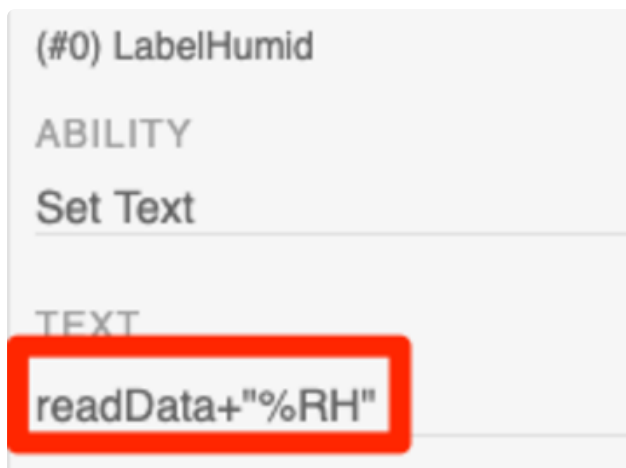 (#0) LabelHumid
ABILITY
Set Text
TEXT
readData+"%RH"